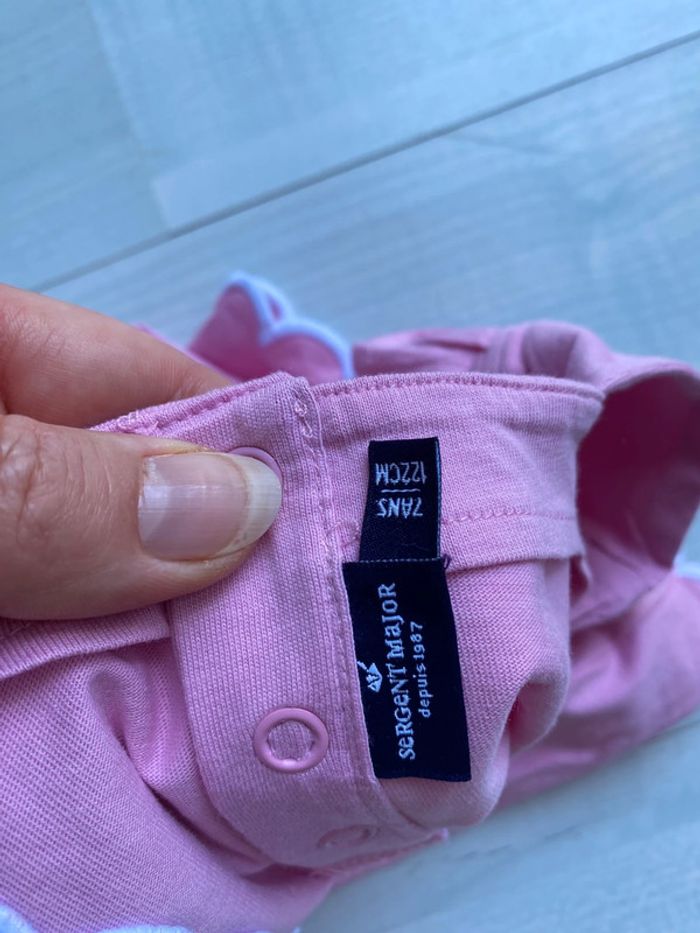 7ANS
122CM
SERGENT MAJOR
depuis 1987